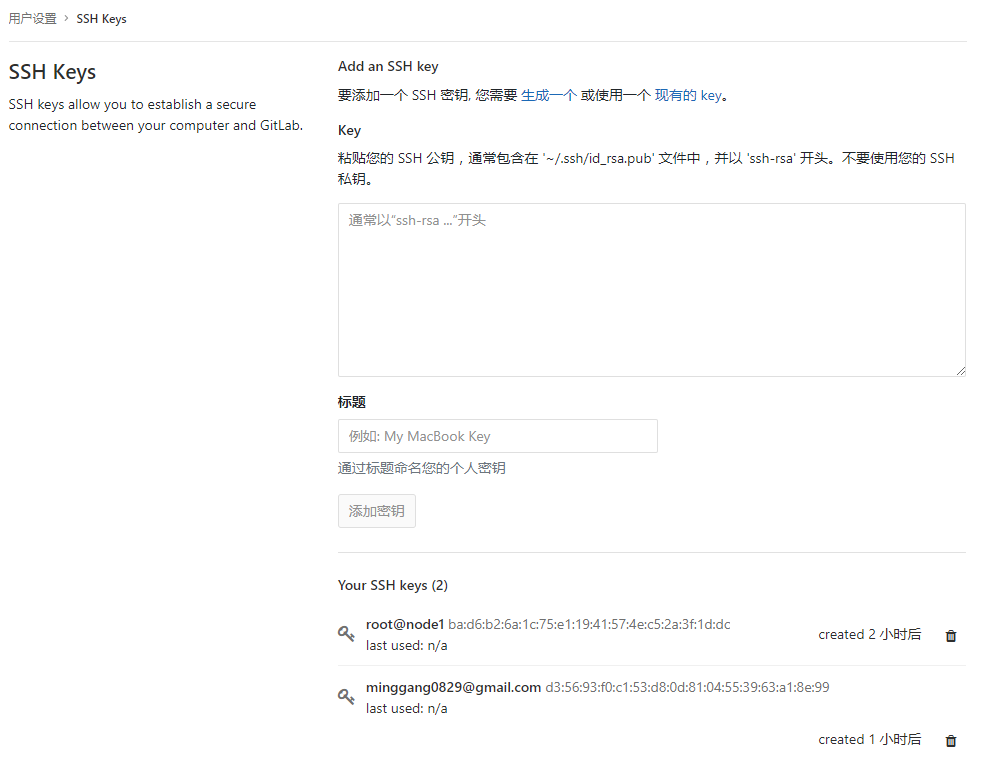 用户设置 › SSH Keys
SSH Keys
SSH keys allow you to establish a secure
connection between your computer and GitLab.
Add an SSH key
要添加一个 SSH 密钥, 您需要 生成一个 或使用一个 现有的 key。
Key
粘贴您的 SSH 公钥，通常包含在 '~/.ssh/id_rsa.pub' 文件中，并以 'ssh-rsa' 开头。不要使用您的 SSH
私钥。
通常以“ssh-rsa ...”开头
标题
例如: My MacBook Key
通过标题命名您的个人密钥
添加密钥
Your SSH keys (2)
root@node1 ba:d6:b2:6a:1c:75:e1:19:41:57:4e:c5:2a:3f:1d:dc
last used: n/a
created 2 小时后
minggang0829@gmail.com d3:56:93:f0:c1:53:d8:0d:81:04:55:39:63:a1:8e:99
last used: n/a
created 1 小时后